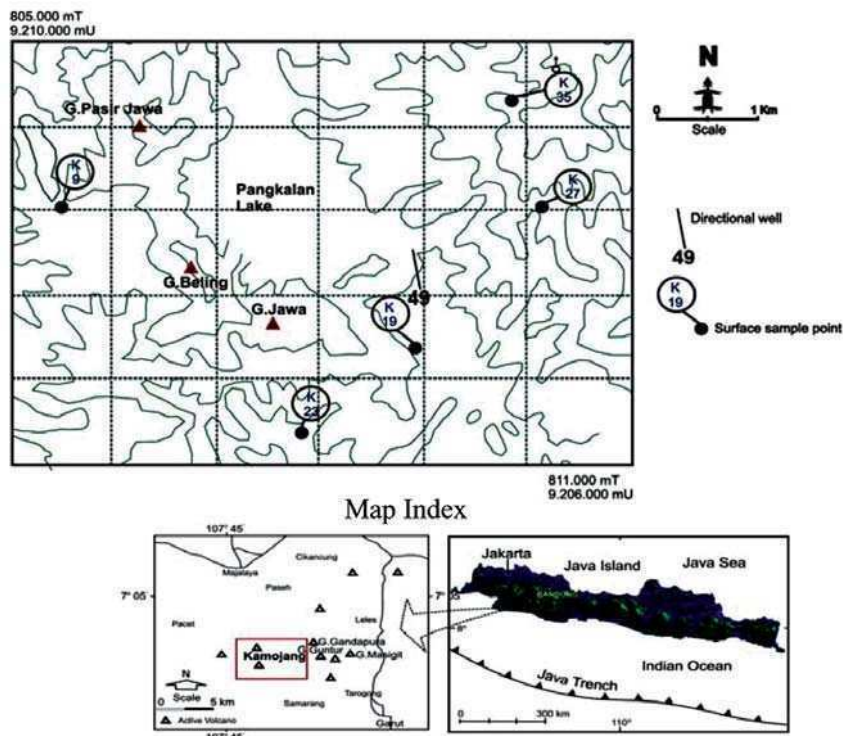 805.000 mT
9.210.000 mU
G.Pasir Jawa
K
35
K
9
K
27
Pangkalan
Lake
G.Beling
G.Jawa
49
K
19
K
23
811.000 mT
9.206.000 mU
N
0 1 Km
Scale
Directional well
49
K
19
Surface sample point
Map Index
107° 45'
Cikancung
Majalaya
Paseh
7° 05
Leles
Pacet
G.Gandapura
G.Guntur
G.Masigit
Kamojang
N
Scale
0 5 km
Samarang
Tarogong
Active Volcano
Garut
107° 45'
Jakarta
Java Island
Java Sea
8°
Indian Ocean
Java Trench
0 300 km
110°